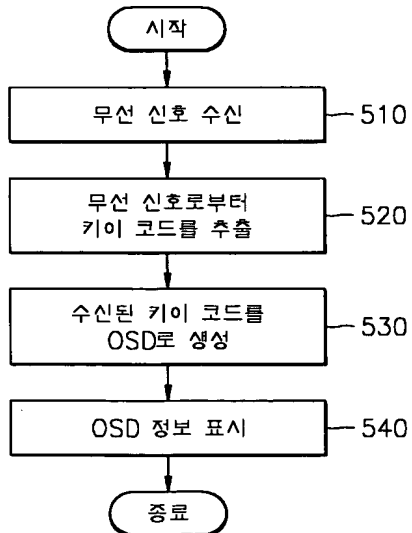 시작
무선 신호 수신
510
무선 신호로부터
키이 코드를 추출
520
수신된 키이 코드를
OSD로 생성
530
OSD 정보 표시
540
종료